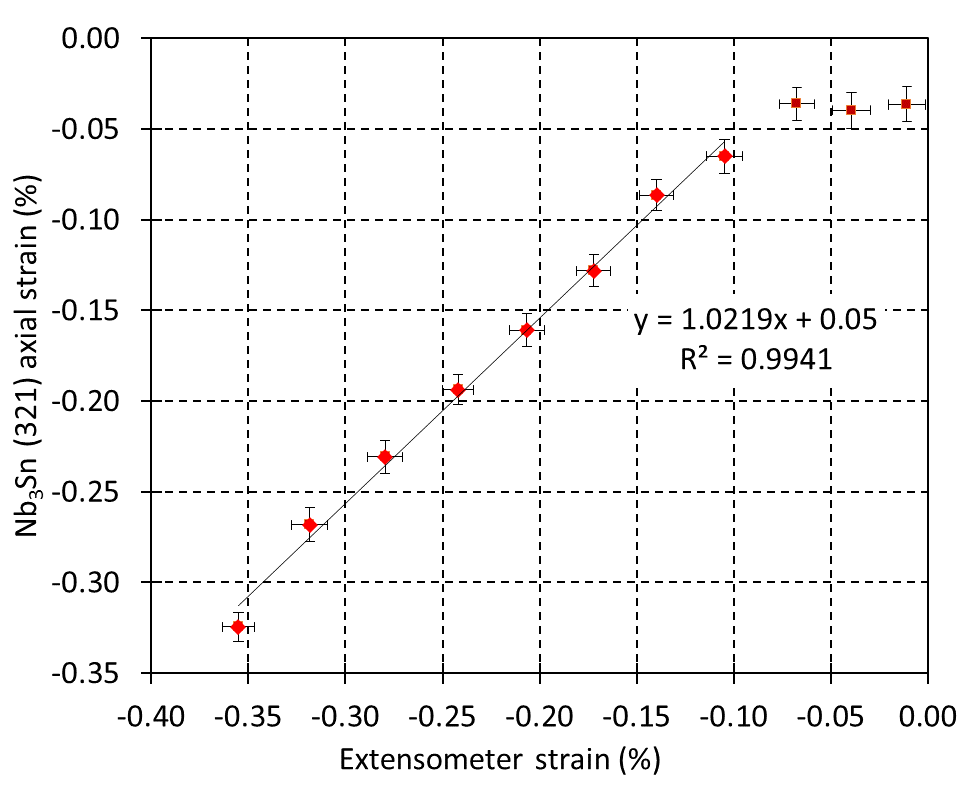 0.00
-0.05
-0.10
-0.15
-0.20
-0.25
-0.30
-0.35
Nb₃Sn (321) axial strain (%)
y = 1.0219x + 0.05
R² = 0.9941
-0.40 -0.35 -0.30 -0.25 -0.20 -0.15 -0.10 -0.05 0.00
Extensometer strain (%)